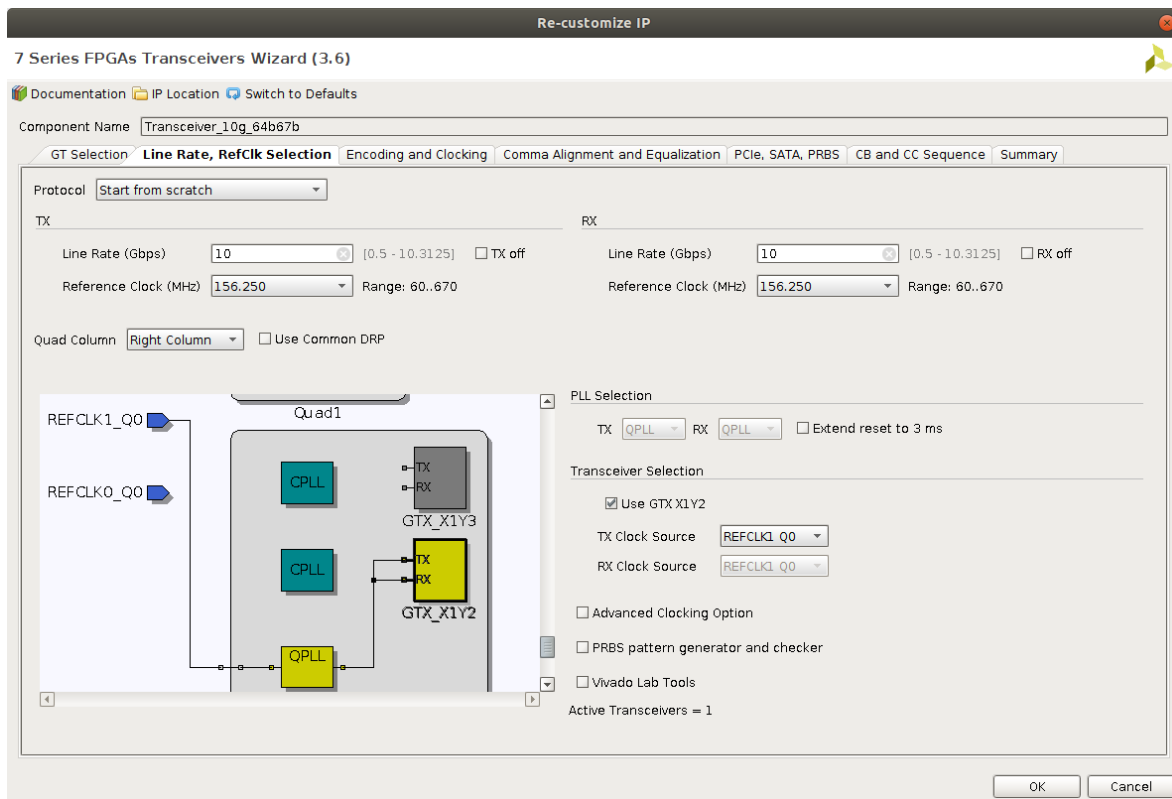 Re-customize IP
7 Series FPGAs Transceivers Wizard (3.6)
Documentation IP Location Switch to Defaults
Component Name Transceiver_10g_64b67b
GT Selection Line Rate, RefClk Selection Encoding and Clocking Comma Alignment and Equalization PCIe, SATA, PRBS CB and CC Sequence Summary
Protocol Start from scratch
TX RX
Line Rate (Gbps) 10 [0.5 - 10.3125] TX off Line Rate (Gbps) 10 [0.5 - 10.3125] RX off
Reference Clock (MHz) 156.250 Range: 60..670 Reference Clock (MHz) 156.250 Range: 60..670
Quad Column Right Column Use Common DRP
Quad1
REFCLK1_Q0
REFCLK0_Q0
CPLL
TX
RX
GTX_X1Y3
CPLL
TX
RX
GTX_X1Y2
QPLL
PLL Selection
TX QPLL RX QPLL Extend reset to 3 ms
Transceiver Selection
Use GTX X1Y2
TX Clock Source REFCLK1 Q0
RX Clock Source REFCLK1 Q0
Advanced Clocking Option
PRBS pattern generator and checker
Vivado Lab Tools
Active Transceivers = 1
OK Cancel